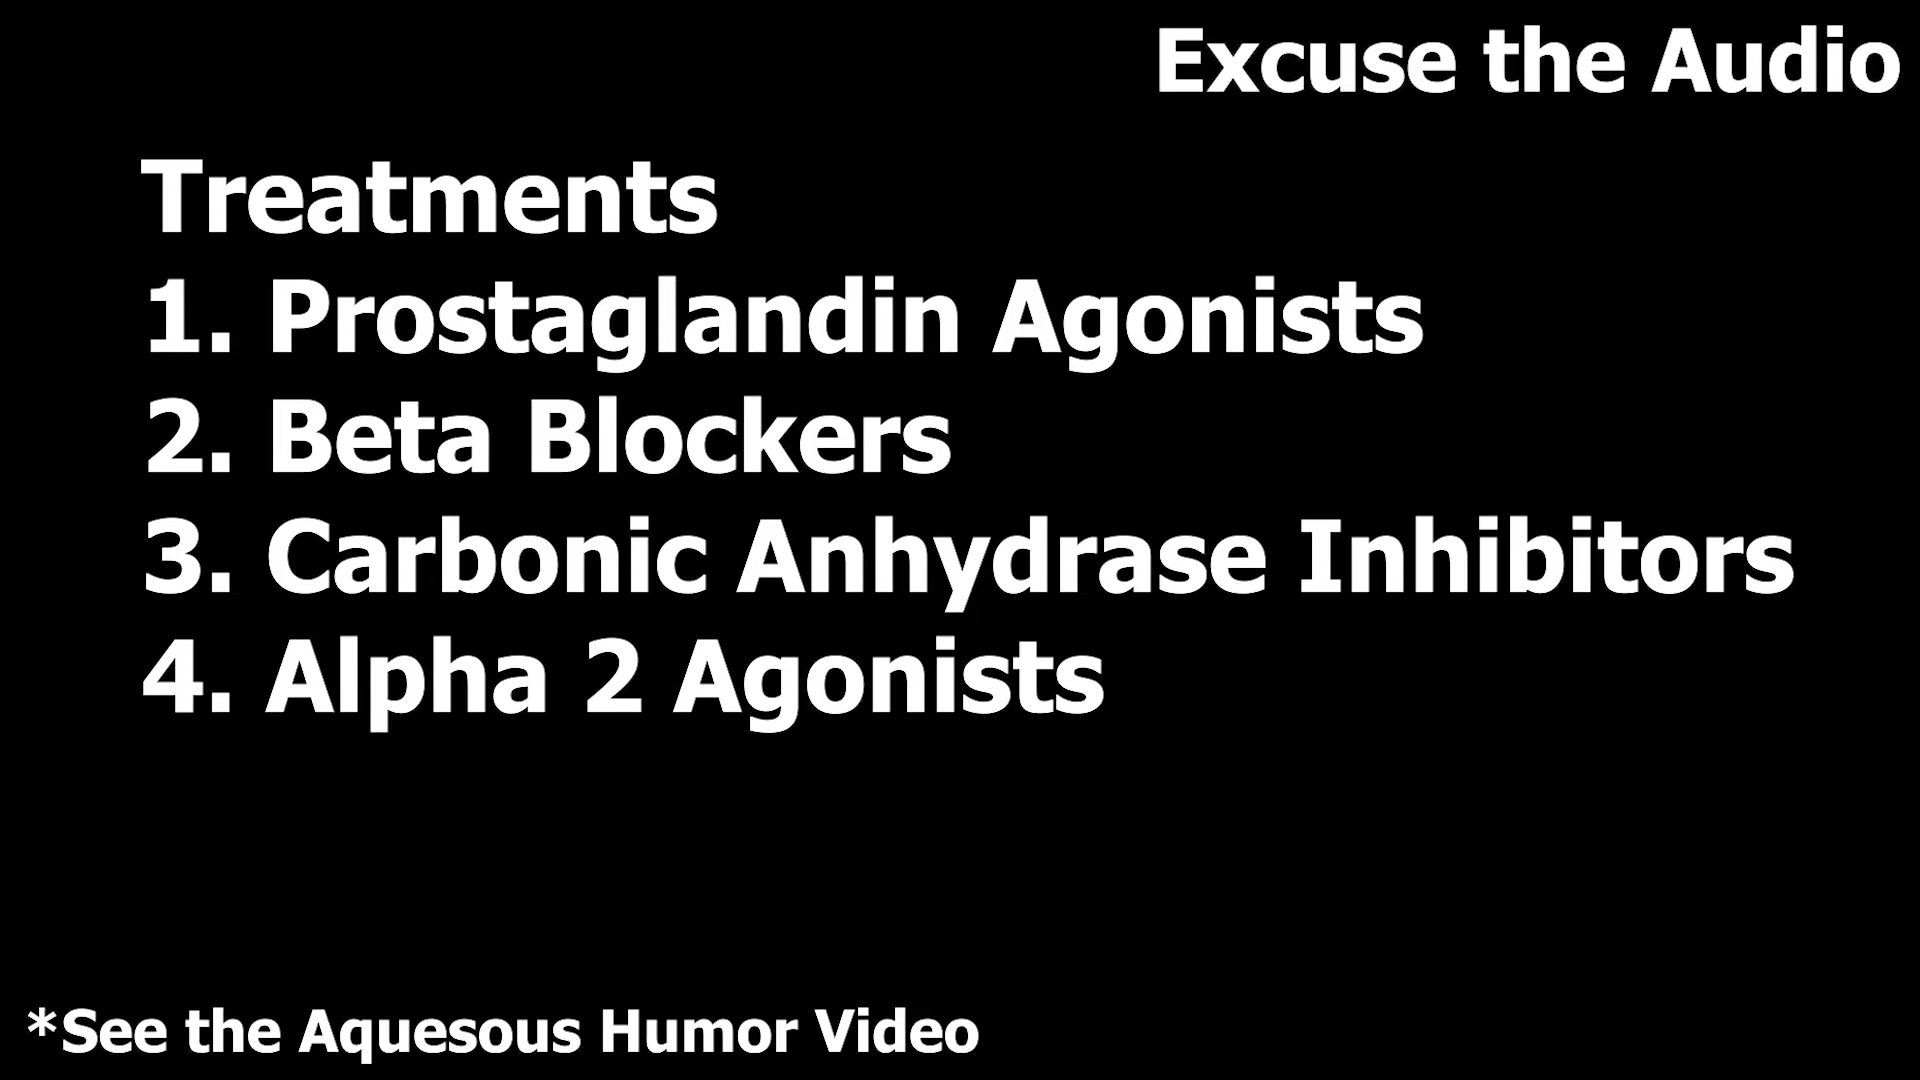 Excuse the Audio
Treatments
1. Prostaglandin Agonists
2. Beta Blockers
3. Carbonic Anhydrase Inhibitors
4. Alpha 2 Agonists
*See the Aquesous Humor Video